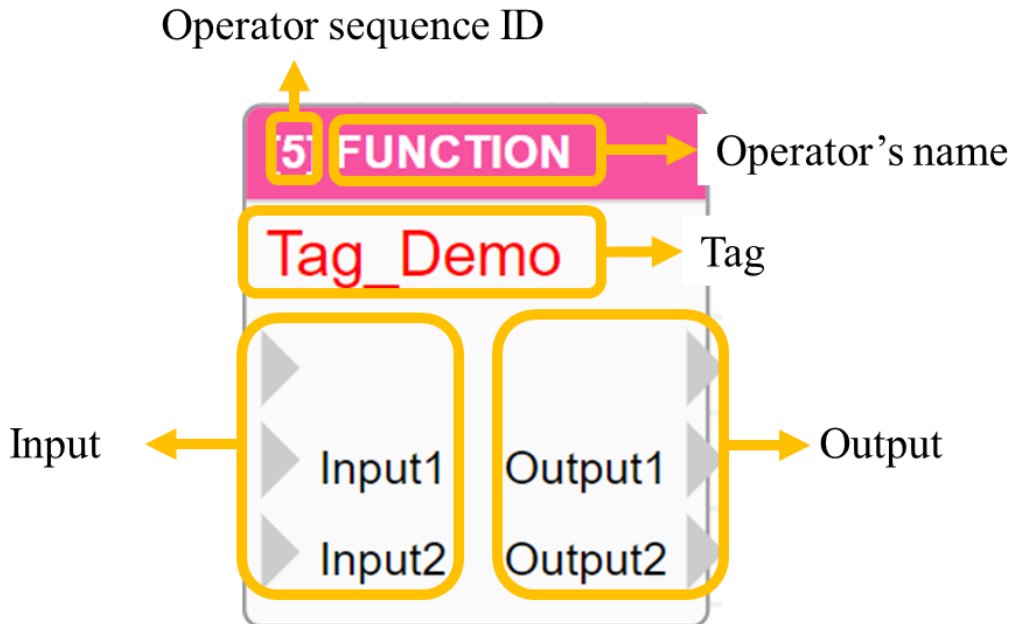 Operator sequence ID
[5] FUNCTION
Operator’s name
Tag_Demo
Tag
Input
Input1
Output1
Output
Input2
Output2